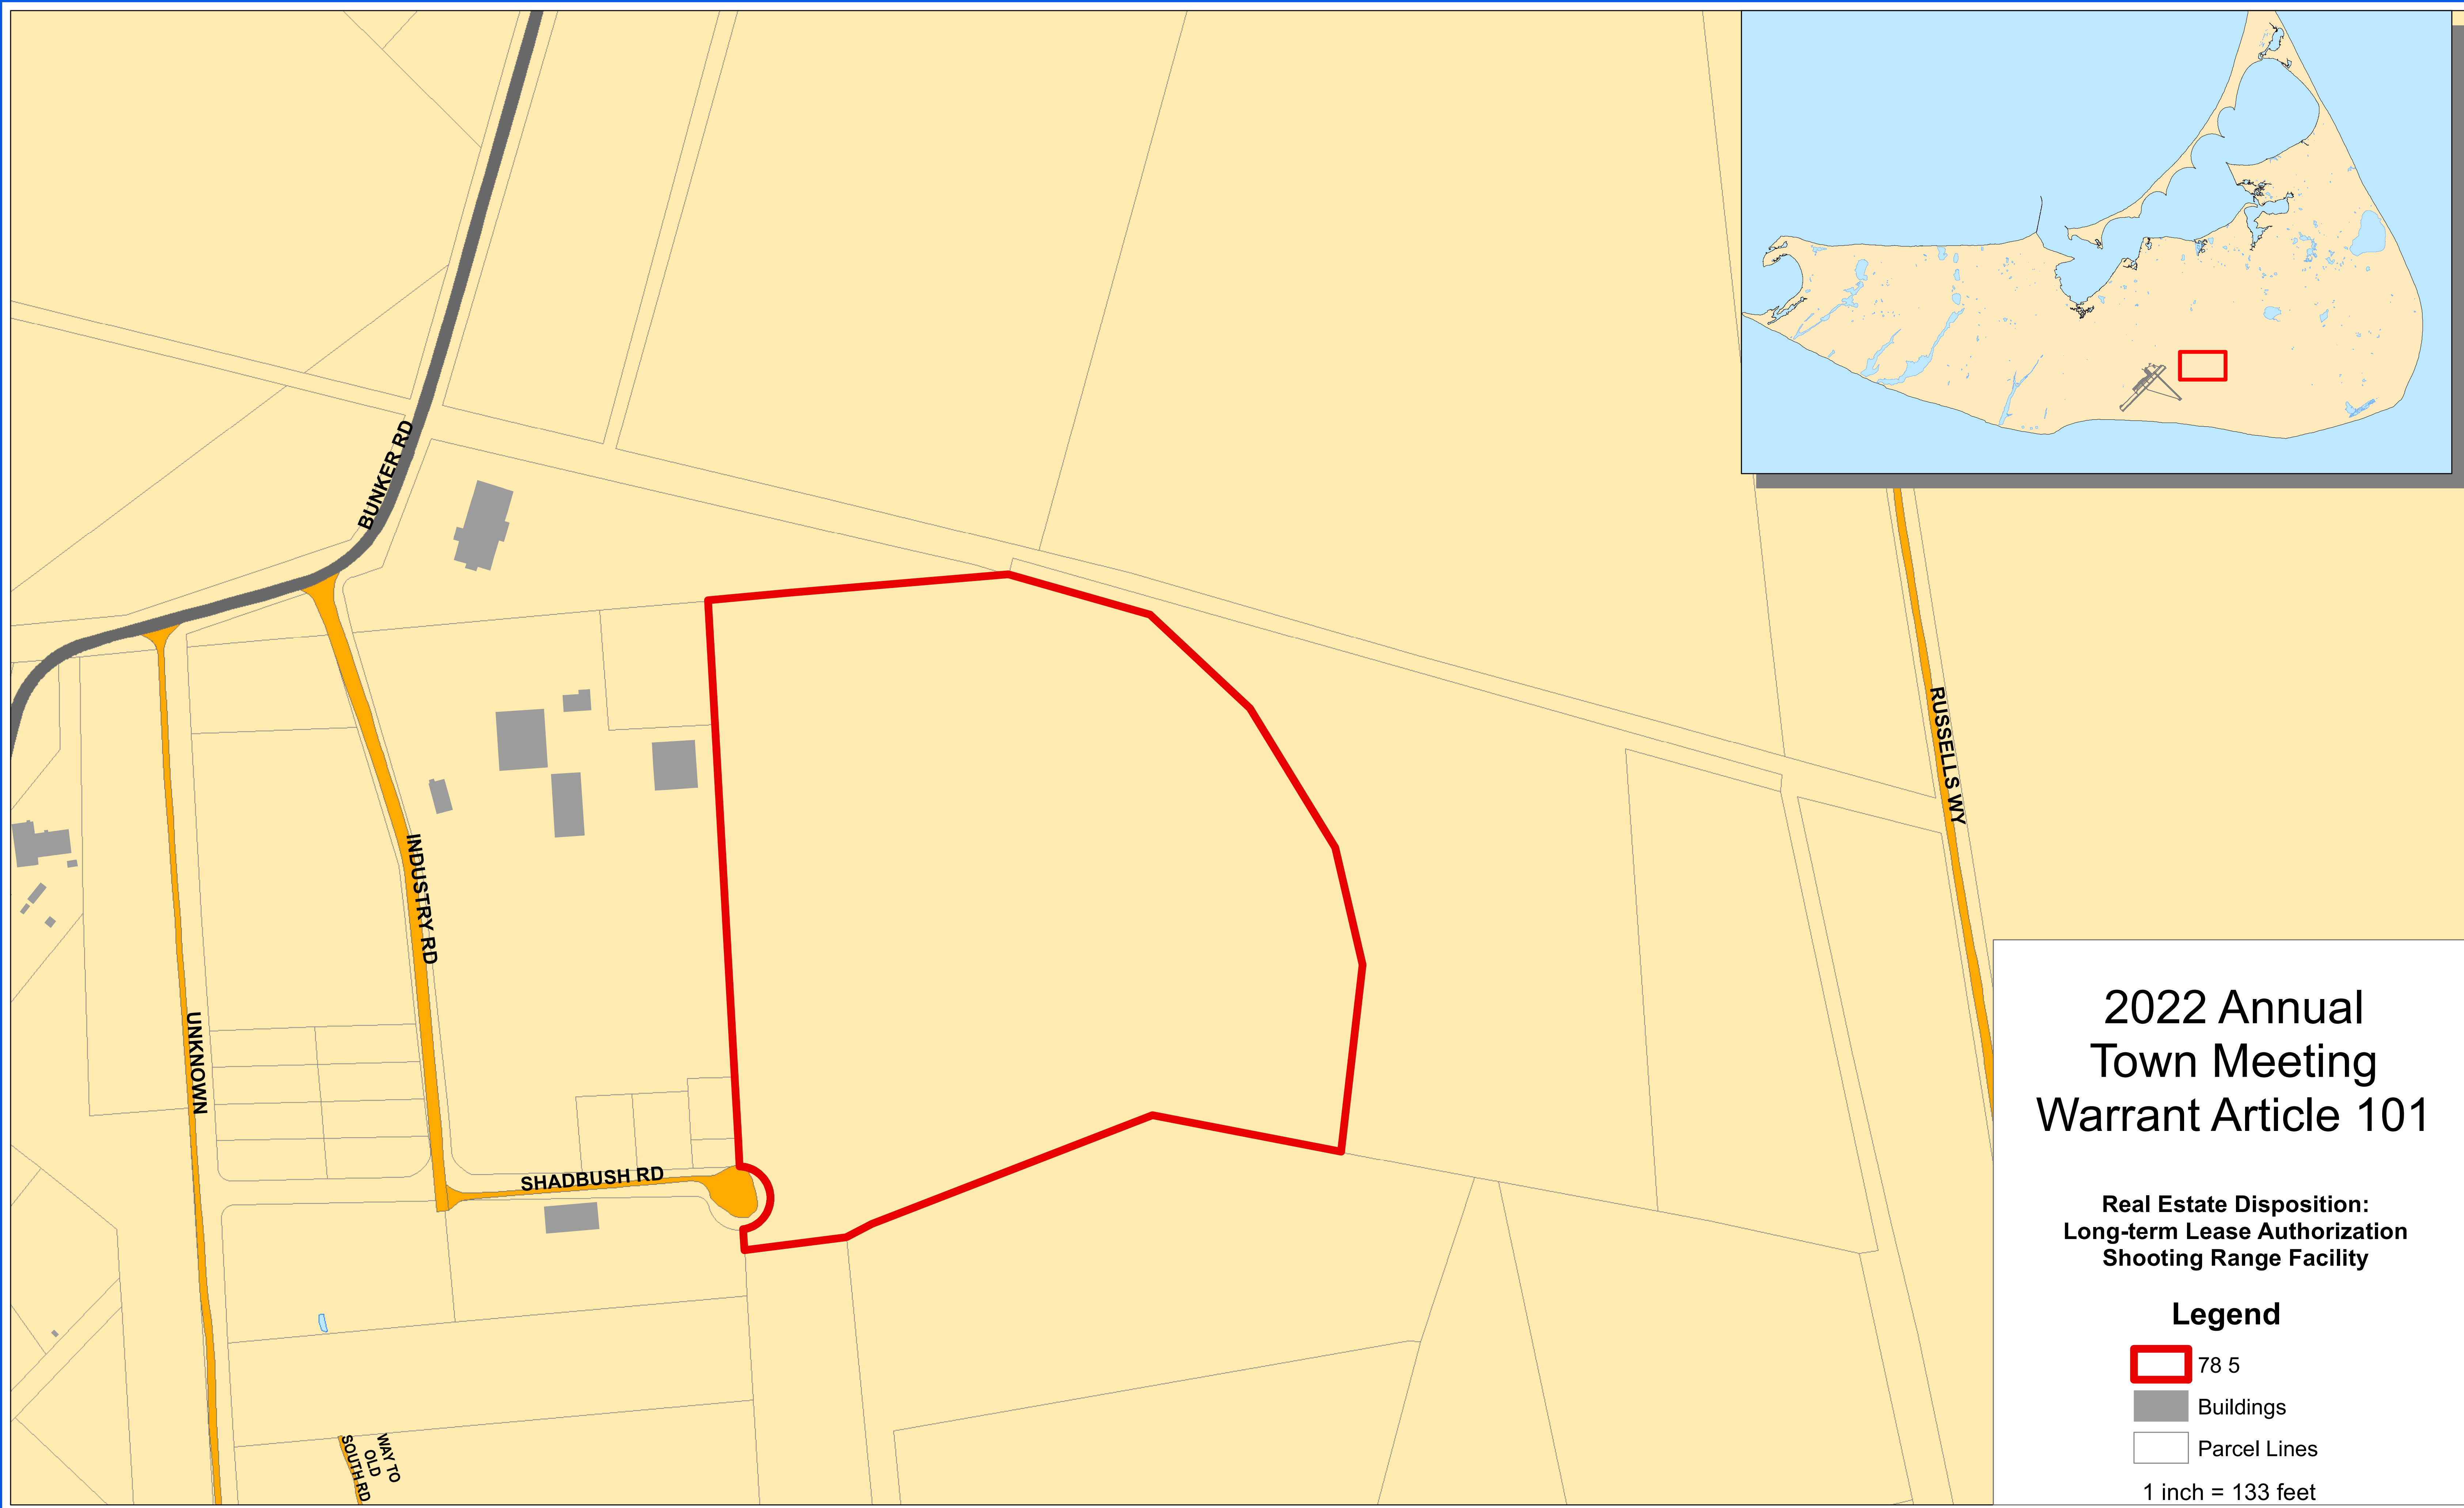 BUNKER RD
RUSSELLS WY
INDUSTRY RD
UNKNOWN
SHADBUSH RD
WAY TO
OLD
SOUTH RD
2022 Annual
Town Meeting
Warrant Article 101
Real Estate Disposition:
Long-term Lease Authorization
Shooting Range Facility
Legend
78 5
Buildings
Parcel Lines
1 inch = 133 feet